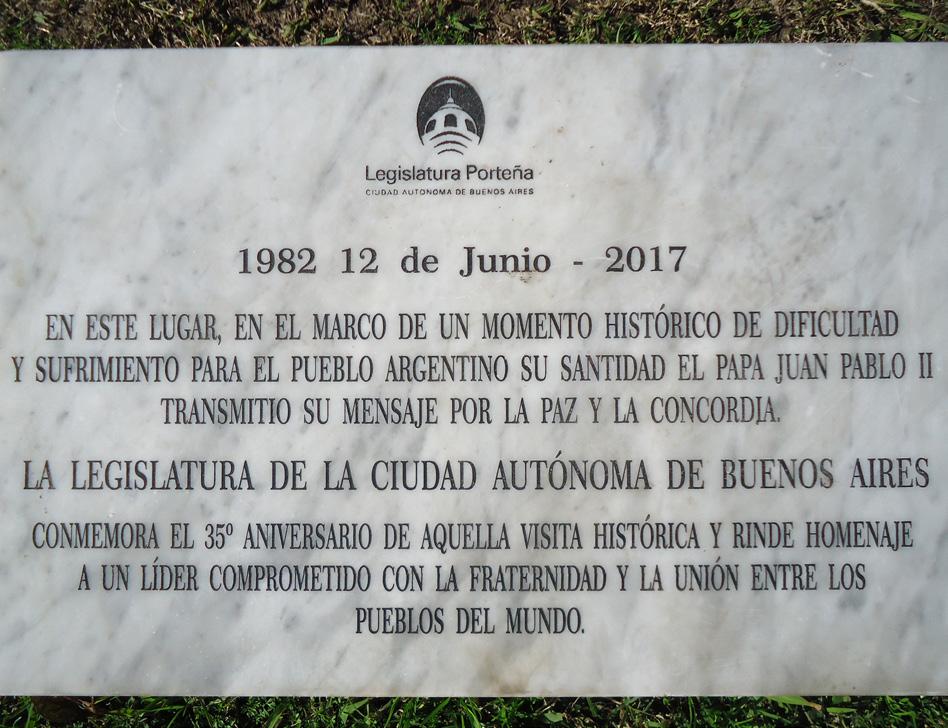 Legislatura Porteña
CIUDAD AUTONOMA DE BUENOS AIRES
1982 12 de Junio - 2017
EN ESTE LUGAR, EN EL MARCO DE UN MOMENTO HISTÓRICO DE DIFICULTAD
Y SUFRIMIENTO PARA EL PUEBLO ARGENTINO SU SANTIDAD EL PAPA JUAN PABLO II
TRANSMITIO SU MENSAJE POR LA PAZ Y LA CONCORDIA.
LA LEGISLATURA DE LA CIUDAD AUTÓNOMA DE BUENOS AIRES
CONMEMORA EL 35º ANIVERSARIO DE AQUELLA VISITA HISTÓRICA Y RINDE HOMENAJE
A UN LÍDER COMPROMETIDO CON LA FRATERNIDAD Y LA UNIÓN ENTRE LOS
PUEBLOS DEL MUNDO.